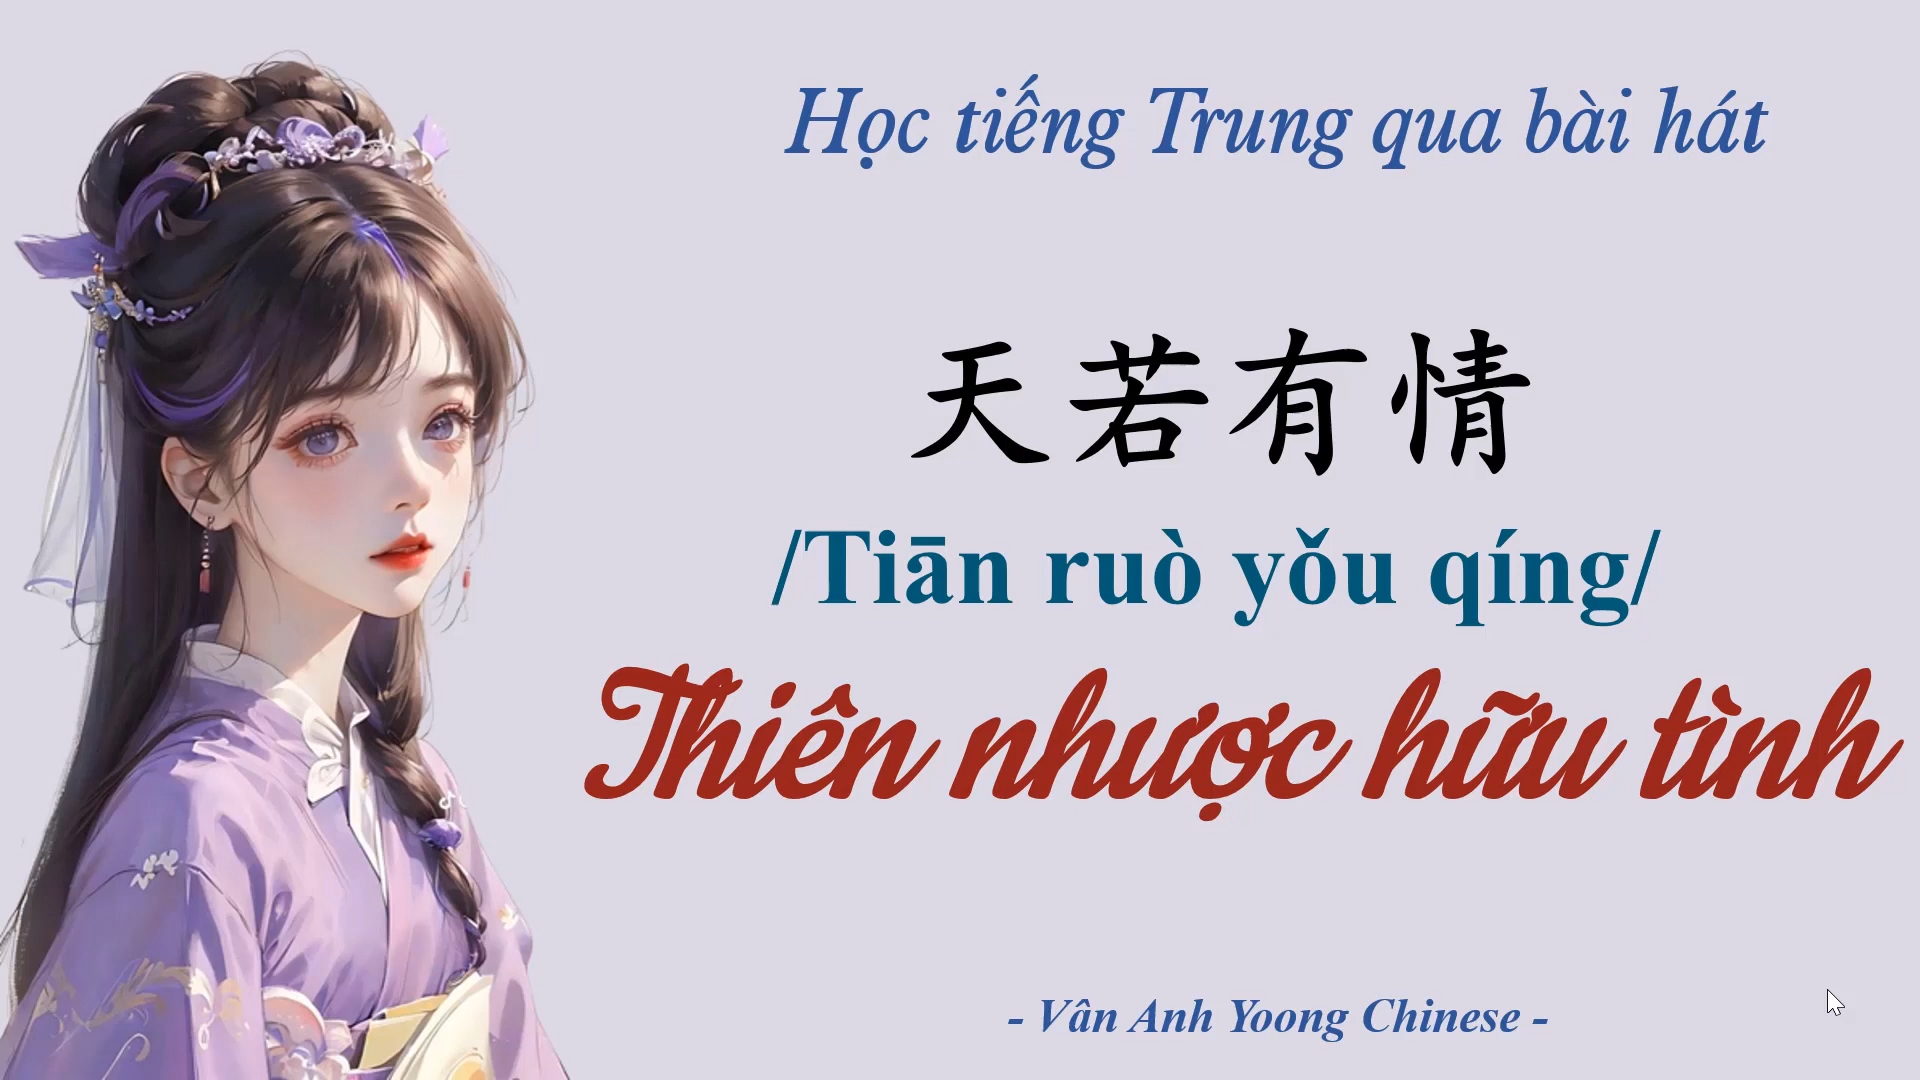 Học tiếng Trung qua bài hát
天若有情
/Tiān ruò yǒu qíng/
Thiên nhược hữu tình
- Vân Anh Yoong Chinese -